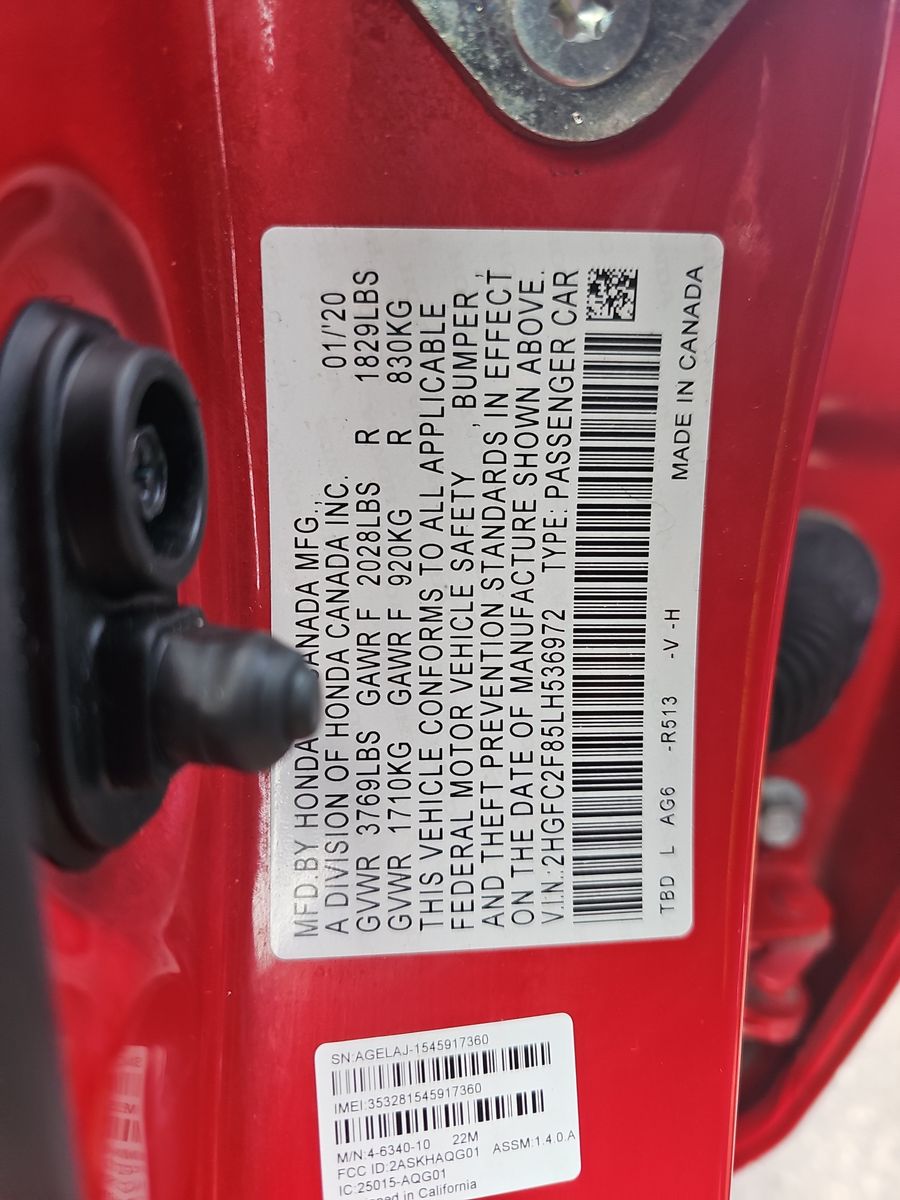 MFD.BY HONDA CANADA MFG.,
A DIVISION OF HONDA CANADA INC. 01/'20
GVWR 3769LBS GAWR F 2028LBS R 1829LBS
GVWR 1710KG GAWR F 920KG R 830KG
THIS VEHICLE CONFORMS TO ALL APPLICABLE
FEDERAL MOTOR VEHICLE SAFETY , BUMPER,
AND THEFT PREVENTION STANDARDS, IN EFFECT
ON THE DATE OF MANUFACTURE SHOWN ABOVE.
V.I.N.:2HGFC2F85LH536972 TYPE:PASSENGER CAR
TBD L AG6 -R513 -V -H MADE IN CANADA
SN:AGELAJ-1545917360
IMEI:353281545917360
M/N:4-6340-10 22M ASSM:1.4.0.A
FCC ID:2ASKHAQG01
IC:25015-AQG01
in California